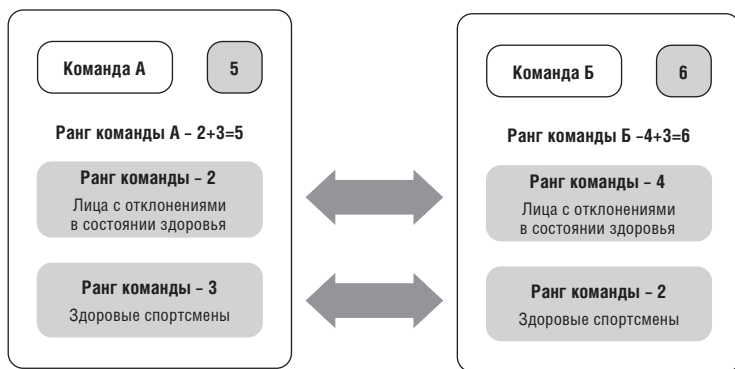 Команда А
5
Ранг команды А – 2+3=5
Ранг команды – 2
Лица с отклонениями
в состоянии здоровья
Ранг команды – 3
Здоровые спортсмены
Команда Б
6
Ранг команды Б –4+3=6
Ранг команды – 4
Лица с отклонениями
в состоянии здоровья
Ранг команды – 2
Здоровые спортсмены